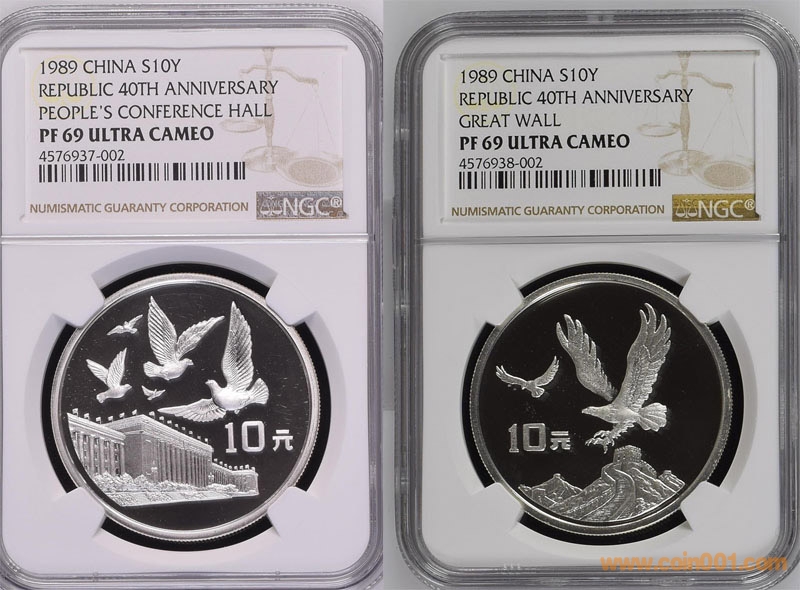 1989 CHINA S10Y
REPUBLIC 40TH ANNIVERSARY
PEOPLE'S CONFERENCE HALL
PF 69 ULTRA CAMEO
4576937-002
NUMISMATIC GUARANTY CORPORATION
NGC®
10元
1989 CHINA S10Y
REPUBLIC 40TH ANNIVERSARY
GREAT WALL
PF 69 ULTRA CAMEO
4576938-002
NUMISMATIC GUARANTY CORPORATION
NGC®
10元
www.coin001.com